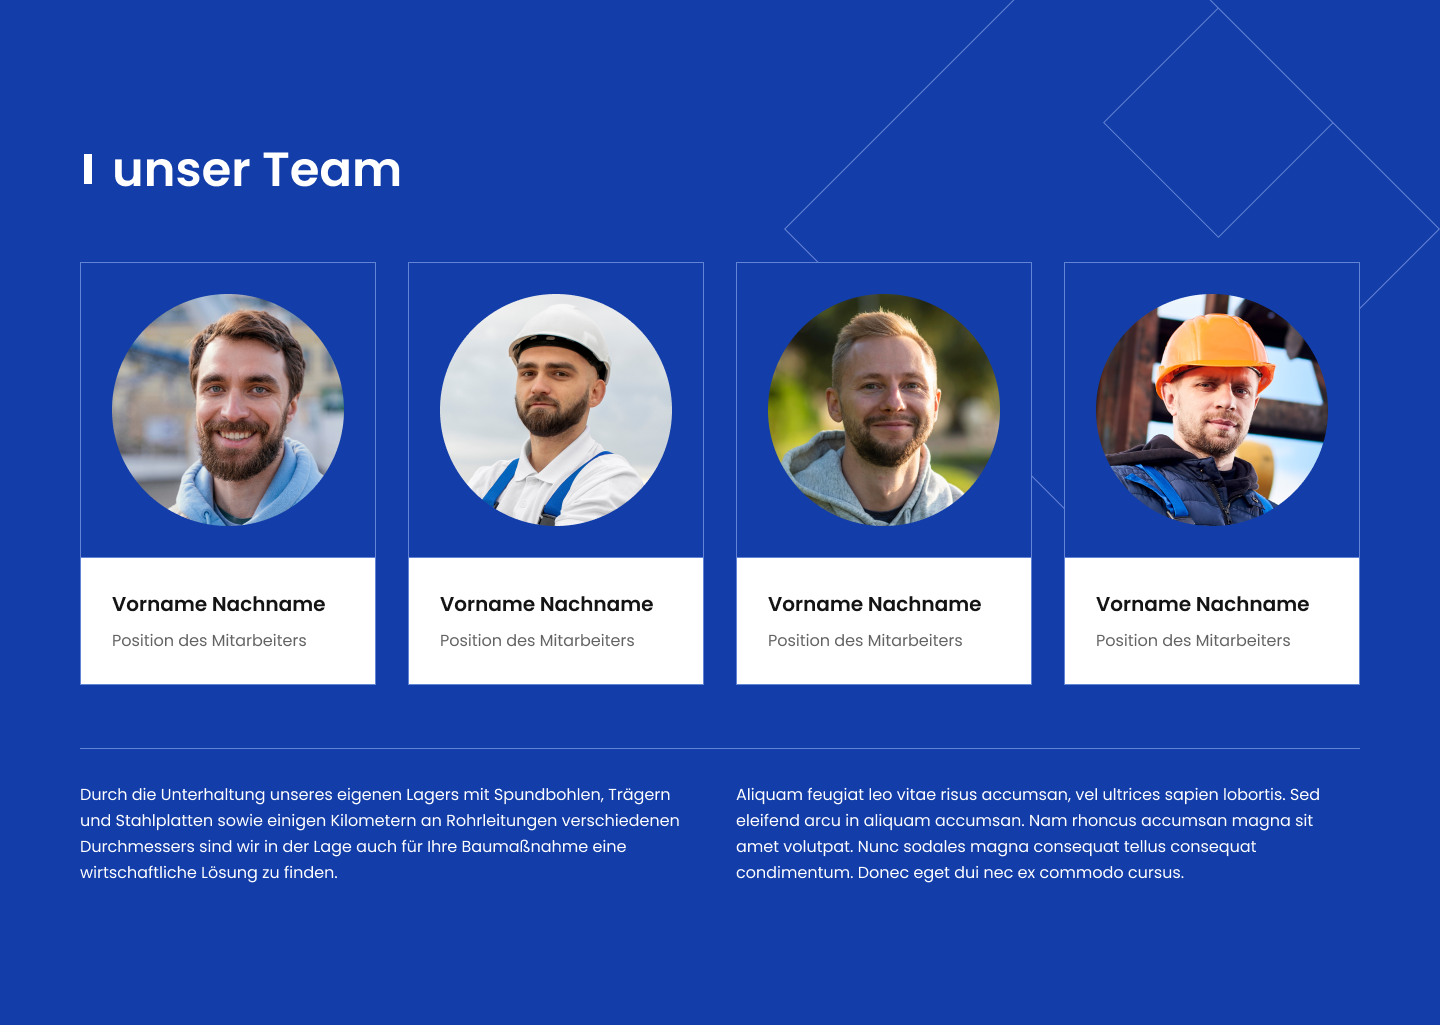 unser Team
Vorname Nachname
Position des Mitarbeiters
Vorname Nachname
Position des Mitarbeiters
Vorname Nachname
Position des Mitarbeiters
Vorname Nachname
Position des Mitarbeiters
Durch die Unterhaltung unseres eigenen Lagers mit Spundbohlen, Trägern
und Stahlplatten sowie einigen Kilometern an Rohrleitungen verschiedenen
Durchmessers sind wir in der Lage auch für Ihre Baumaßnahme eine
wirtschaftliche Lösung zu finden.
Aliquam feugiat leo vitae risus accumsan, vel ultrices sapien lobortis. Sed
eleifend arcu in aliquam accumsan. Nam rhoncus accumsan magna sit
amet volutpat. Nunc sodales magna consequat tellus consequat
condimentum. Donec eget dui nec ex commodo cursus.